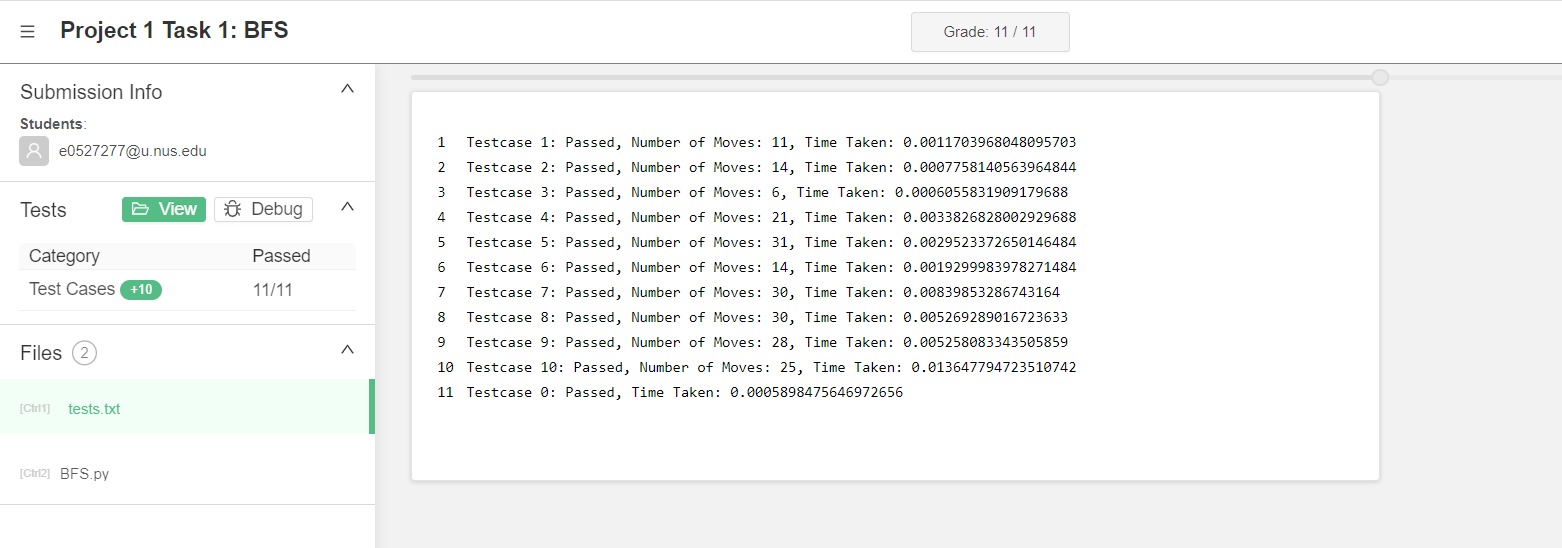 Project 1 Task 1: BFS
Grade: 11 / 11
Submission Info
Students:
e0527277@u.nus.edu
Tests View Debug
Category Passed
Test Cases +10 11/11
Files 2
[Ctrl1] tests.txt
[Ctrl2] BFS.py
1 Testcase 1: Passed, Number of Moves: 11, Time Taken: 0.0011703968048095703
2 Testcase 2: Passed, Number of Moves: 14, Time Taken: 0.0007758140563964844
3 Testcase 3: Passed, Number of Moves: 6, Time Taken: 0.0006055831909179688
4 Testcase 4: Passed, Number of Moves: 21, Time Taken: 0.0033826828002929688
5 Testcase 5: Passed, Number of Moves: 31, Time Taken: 0.0029523372650146484
6 Testcase 6: Passed, Number of Moves: 14, Time Taken: 0.0019299983978271484
7 Testcase 7: Passed, Number of Moves: 30, Time Taken: 0.00839853286743164
8 Testcase 8: Passed, Number of Moves: 30, Time Taken: 0.005269289016723633
9 Testcase 9: Passed, Number of Moves: 28, Time Taken: 0.005258083343505859
10 Testcase 10: Passed, Number of Moves: 25, Time Taken: 0.013647794723510742
11 Testcase 0: Passed, Time Taken: 0.0005898475646972656